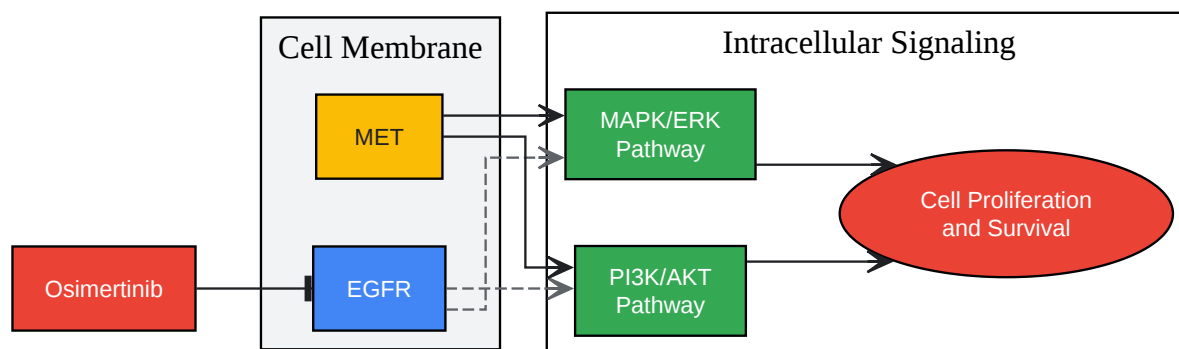 Cell Membrane
Intracellular Signaling
MET
MAPK/ERK
Pathway
Cell Proliferation
and Survival
Osimertinib
EGFR
PI3K/AKT
Pathway